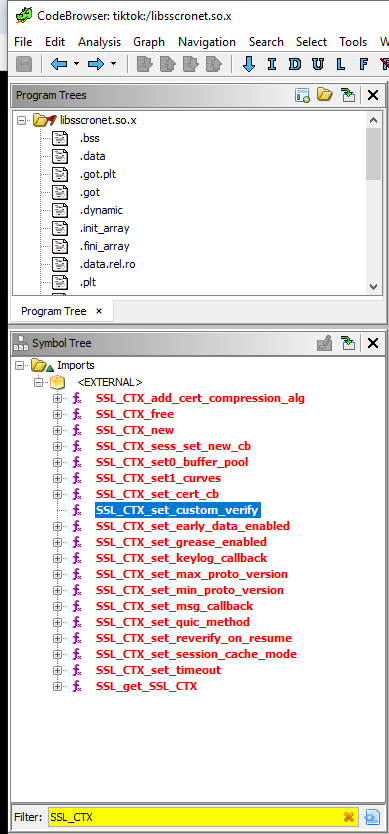 CodeBrowser: tiktok:/libsscronet.so.x
File Edit Analysis Graph Navigation Search Select Tools
I D U L F
Program Trees
libsscronet.so.x
.bss
.data
.got.plt
.got
.dynamic
.init_array
.fini_array
.data.rel.ro
.plt
Program Tree ×
Symbol Tree
Imports
<EXTERNAL>
SSL_CTX_add_cert_compression_alg
SSL_CTX_free
SSL_CTX_new
SSL_CTX_sess_set_new_cb
SSL_CTX_set0_buffer_pool
SSL_CTX_set1_curves
SSL_CTX_set_cert_cb
SSL_CTX_set_custom_verify
SSL_CTX_set_early_data_enabled
SSL_CTX_set_grease_enabled
SSL_CTX_set_keylog_callback
SSL_CTX_set_max_proto_version
SSL_CTX_set_min_proto_version
SSL_CTX_set_msg_callback
SSL_CTX_set_quic_method
SSL_CTX_set_reverify_on_resume
SSL_CTX_set_session_cache_mode
SSL_CTX_set_timeout
SSL_get_SSL_CTX
Filter: SSL_CTX